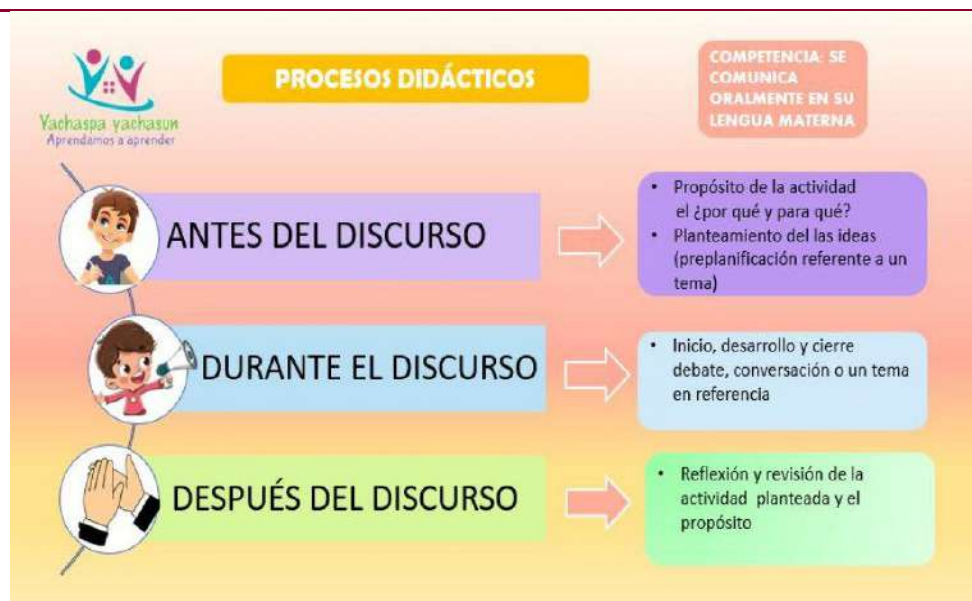 PROCESOS DIDÁCTICOS
COMPETENCIA: SE
COMUNICA
ORALMENTE EN SU
LENGUA MATERNA
Yachaspa yachasun
Aprendamos a aprender
ANTES DEL DISCURSO
• Propósito de la actividad
el ¿por qué y para qué?
• Planteamiento del las ideas
(preplanificación referente a un
tema)
DURANTE EL DISCURSO
• Inicio, desarrollo y cierre
debate, conversación o un tema
en referencia
DESPUÉS DEL DISCURSO
• Reflexión y revisión de la
actividad planteada y el
propósito